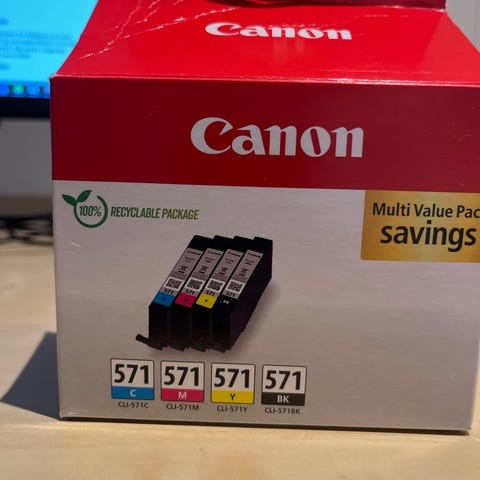 Canon
Canon
100%
RECYCLABLE PACKAGE
Multi Value Pac
savings
571 571 571 571
C M Y BK
CLI-571C CLI-571M CLI-571Y CLI-571BK